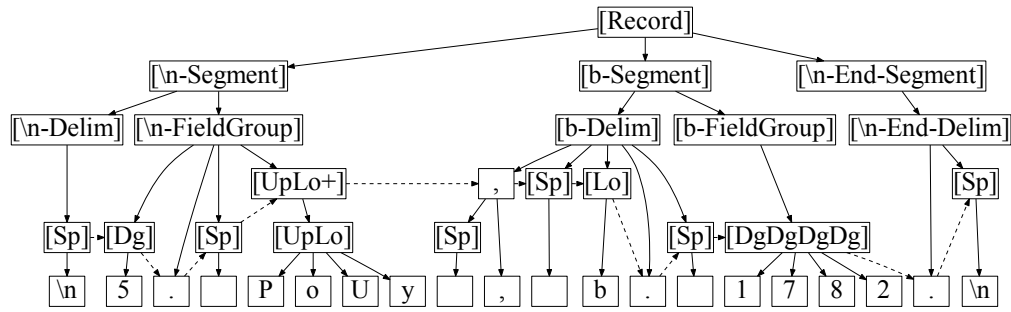 [Record]
[\n-Segment] [b-Segment] [\n-End-Segment]
[\n-Delim] [\n-FieldGroup] [b-Delim] [b-FieldGroup] [\n-End-Delim]
[UpLo+] , [Sp] [Lo] [Sp]
[Sp] [Dg] [Sp] [UpLo] [Sp] [Sp] [DgDgDgDg]
\n 5 . P o U y , b . 1 7 8 2 . \n